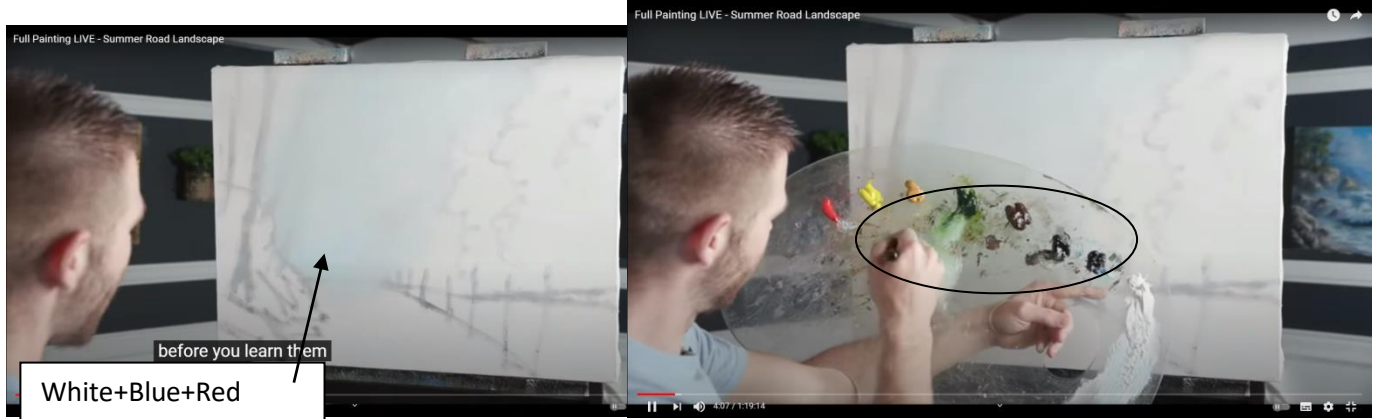 Full Painting LIVE - Summer Road Landscape
before you learn them
White+Blue+Red
Full Painting LIVE - Summer Road Landscape
4:07 / 1:19:14